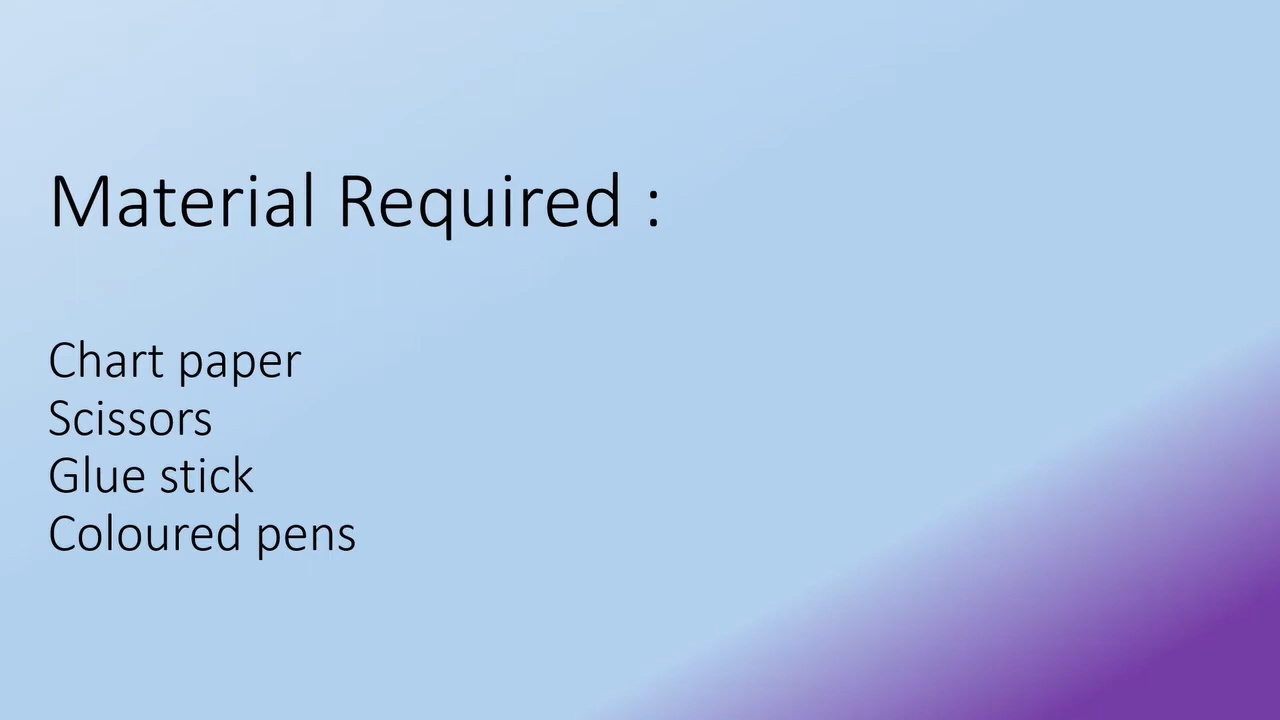 Material Required :
Chart paper
Scissors
Glue stick
Coloured pens